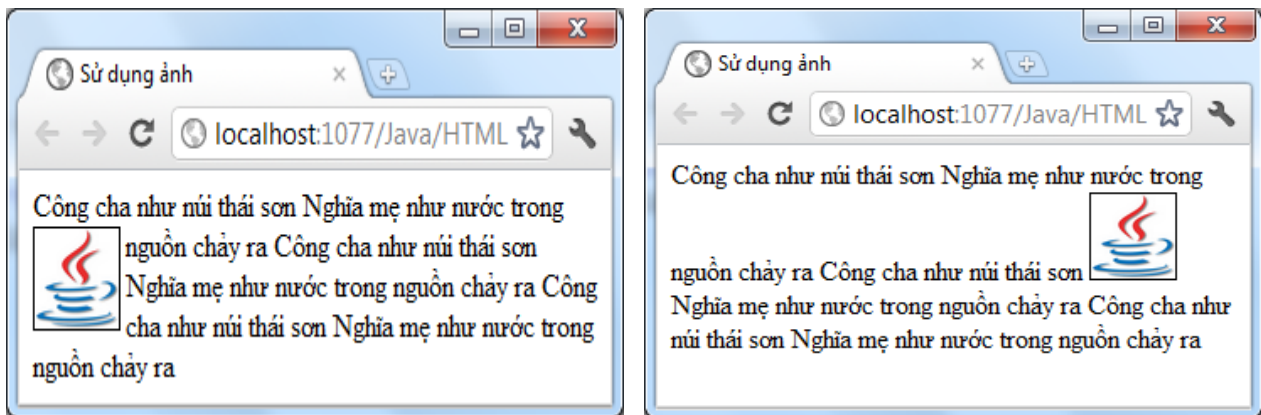 Sử dụng ảnh
localhost:1077/Java/HTML
Công cha như núi thái sơn Nghĩa mẹ như nước trong
nguồn chảy ra Công cha như núi thái sơn
Nghĩa mẹ như nước trong nguồn chảy ra Công
cha như núi thái sơn Nghĩa mẹ như nước trong
nguồn chảy ra
Sử dụng ảnh
localhost:1077/Java/HTML
Công cha như núi thái sơn Nghĩa mẹ như nước trong
nguồn chảy ra Công cha như núi thái sơn
Nghĩa mẹ như nước trong nguồn chảy ra Công cha như
núi thái sơn Nghĩa mẹ như nước trong nguồn chảy ra